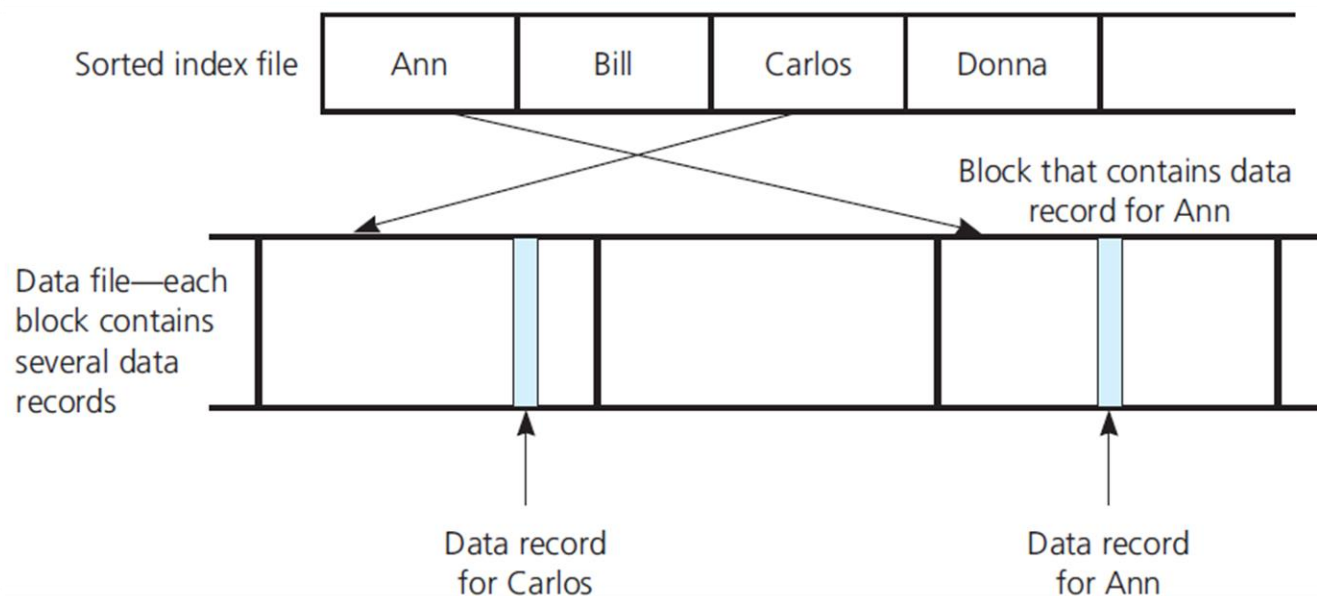 Sorted index file
Ann
Bill
Carlos
Donna
Block that contains data
record for Ann
Data file—each
block contains
several data
records
Data record
for Carlos
Data record
for Ann